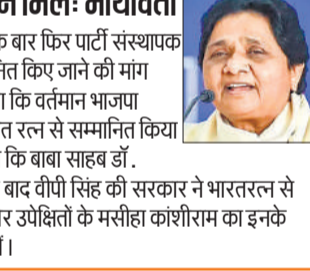 मिलः मायावती
बार फिर पार्टी संस्थापक
किए जाने की मांग
कि वर्तमान भाजपा
रत्न से सम्मानित किया
कि बाबा साहब डॉ.
बाद वीपी सिंह की सरकार ने भारतरत्न से
उपेक्षितों के मसीहा कांशीराम का इनके